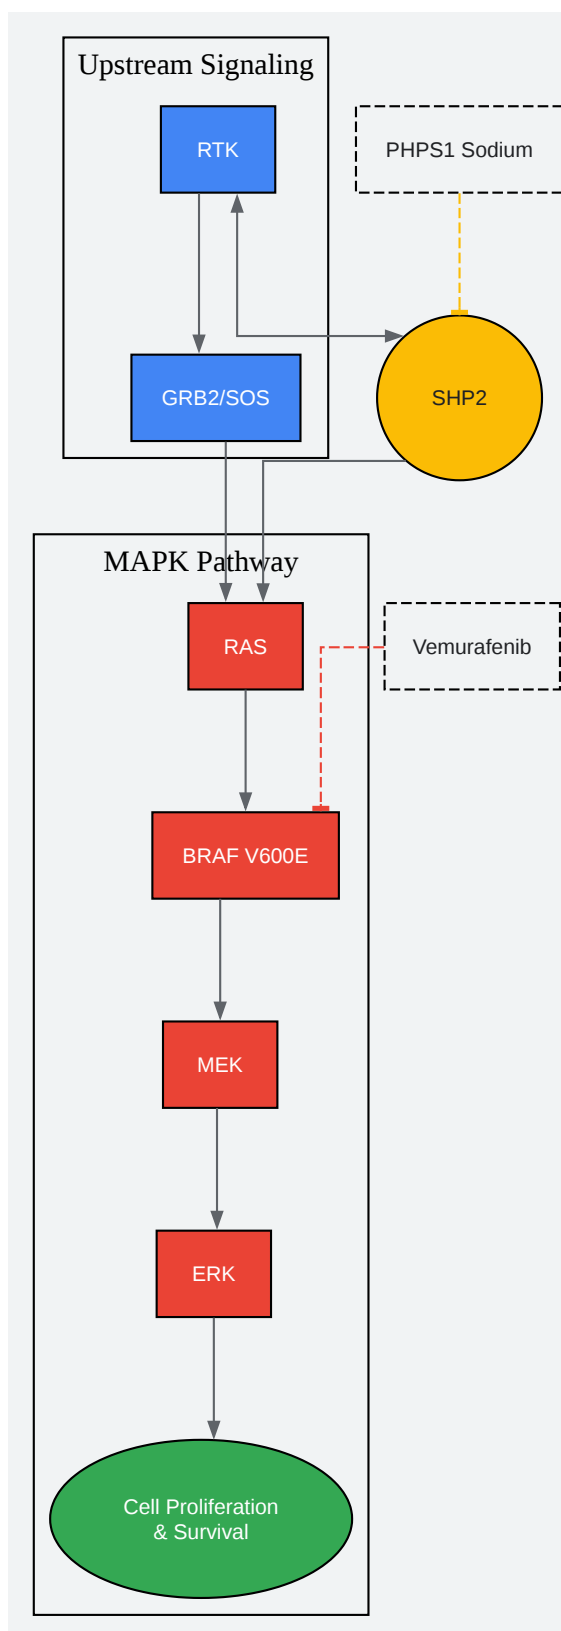 Upstream Signaling
RTK
PHPS1 Sodium
GRB2/SOS
SHP2
MAPK Pathway
RAS
Vemurafenib
BRAF V600E
MEK
ERK
Cell Proliferation
& Survival